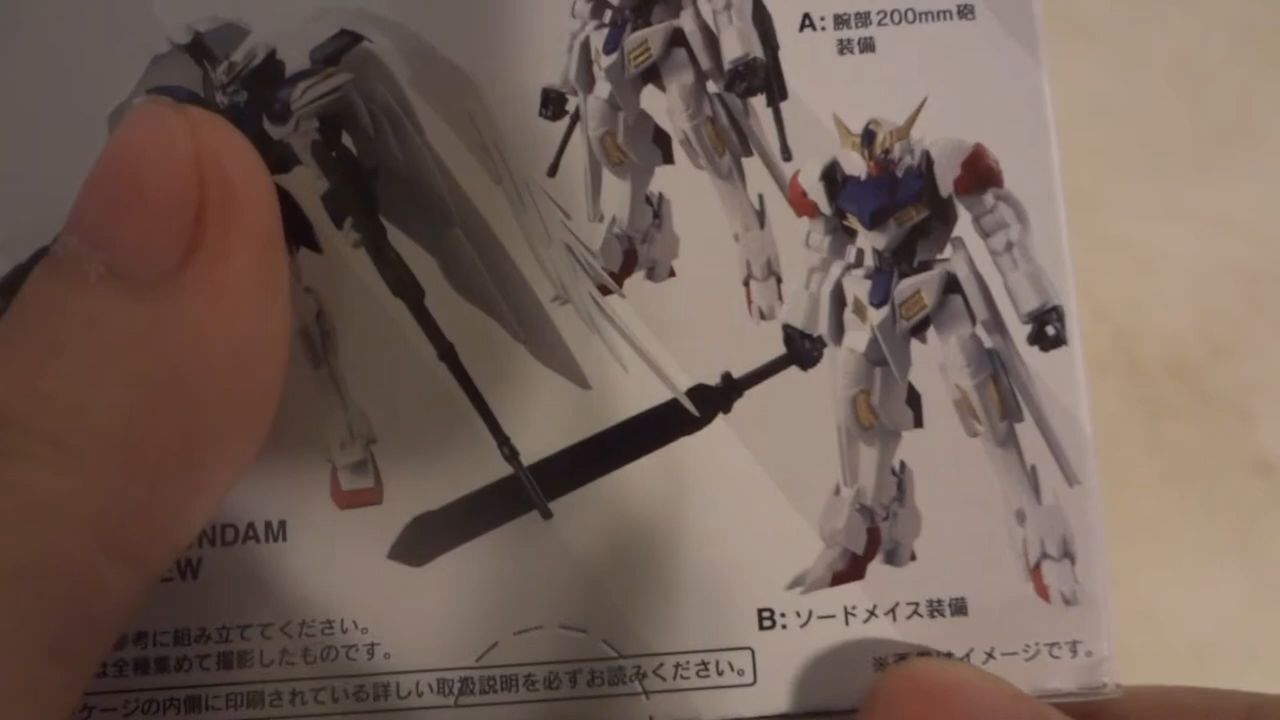 A: 腕部200mm砲
装備
NDAM
EW
B: ソードメイス装備
考に組み立ててください。
は全種集めて撮影したものです。
※画像はイメージです。
ケージの内側に印刷されている詳しい取扱説明を必ずお読みください。